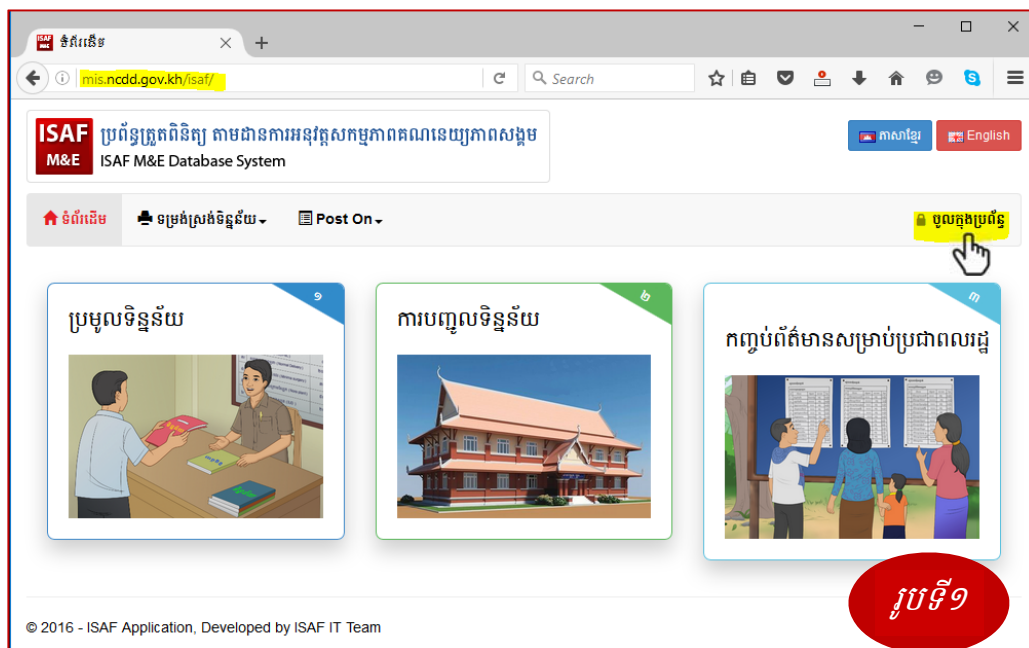 ISAF M&E ទំព័រដើម
mis.ncdd.gov.kh/isaf/
Search
ISAF
M&E
ប្រព័ន្ធត្រួតពិនិត្យ តាមដានការអនុវត្តសកម្មភាពគណនេយ្យភាពសង្គម
ISAF M&E Database System
ភាសាខ្មែរ
English
ទំព័រដើម
ទម្រង់ស្រង់ទិន្នន័យ
Post On
ចូលក្នុងប្រព័ន្ធ
ប្រមូលទិន្នន័យ
១
ការបញ្ចូលទិន្នន័យ
២
កញ្ចប់ព័ត៌មានសម្រាប់ប្រជាពលរដ្ឋ
៣
រូបទី១
© 2016 - ISAF Application, Developed by ISAF IT Team